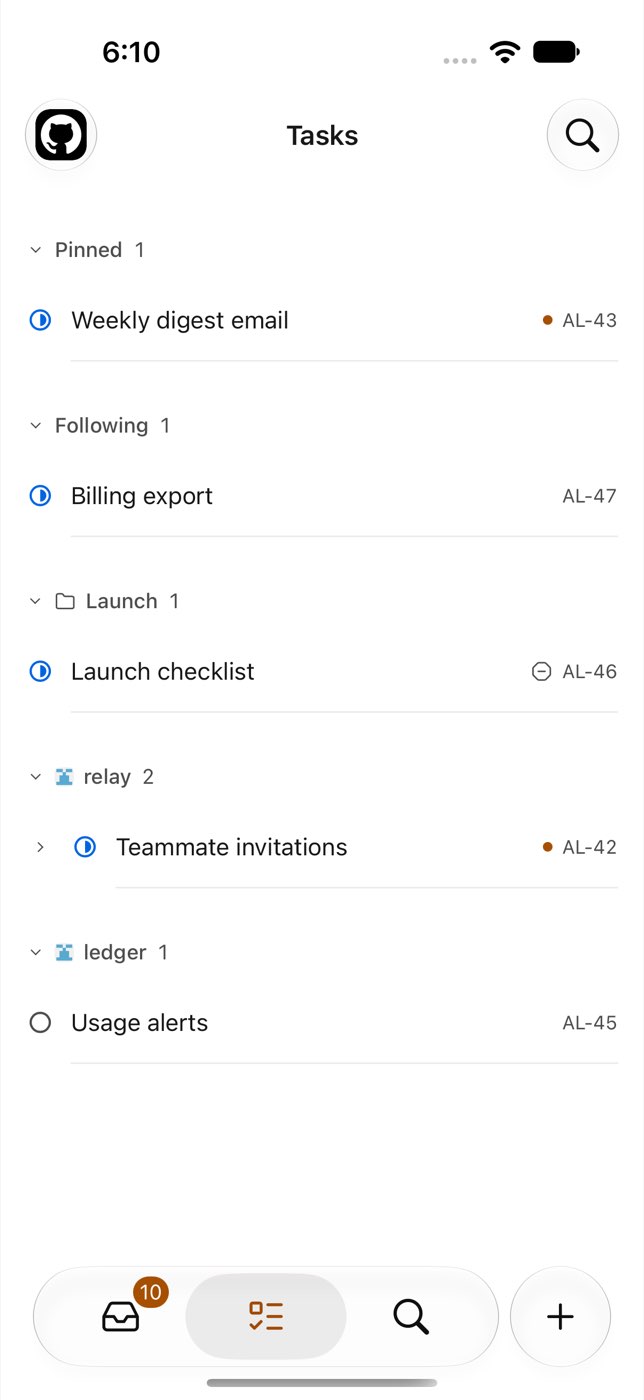 6:10
Tasks
Pinned 1
Weekly digest email AL-43
Following 1
Billing export AL-47
Launch 1
Launch checklist AL-46
relay 2
Teammate invitations AL-42
ledger 1
Usage alerts AL-45
10